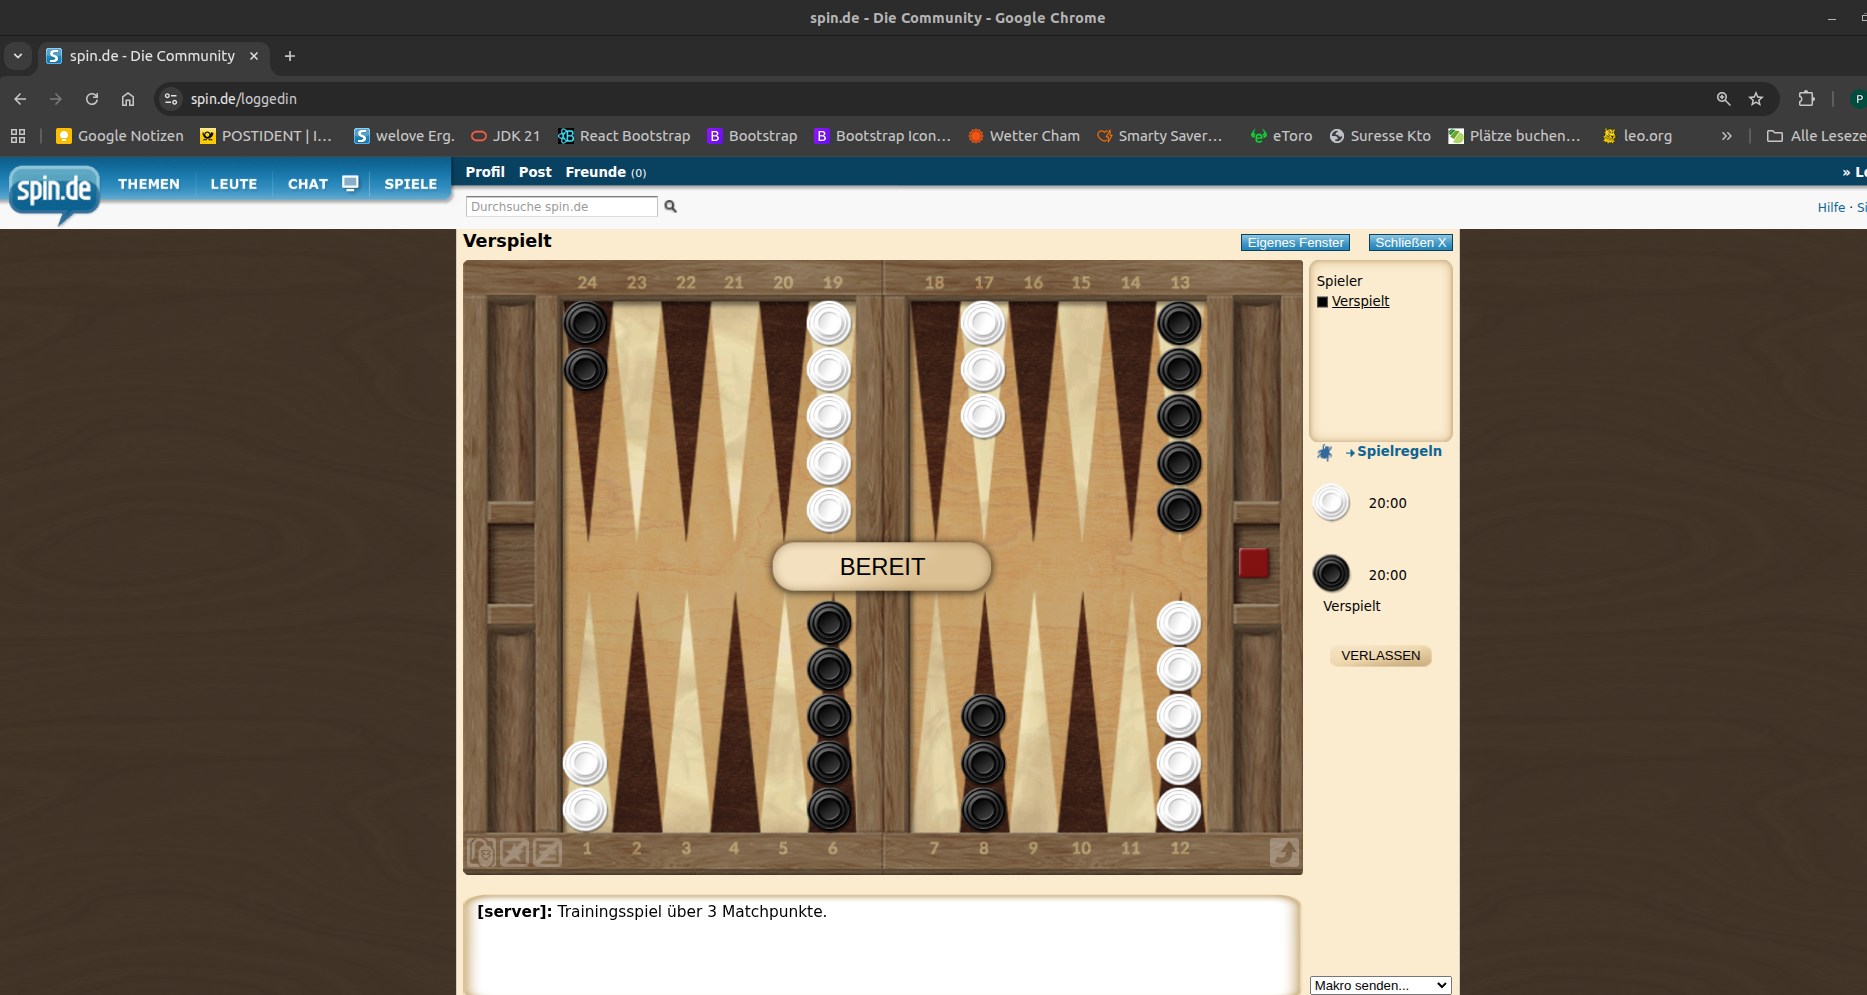 spin.de - Die Community - Google Chrome
spin.de - Die Community
spin.de/loggedin
Google Notizen
POSTIDENT | I...
welove Erg.
JDK 21
React Bootstrap
Bootstrap
Bootstrap Icon...
Wetter Cham
Smarty Saver...
eToro
Suresse Kto
Plätze buchen...
leo.org
Alle Leseze
spin.de
THEMEN
LEUTE
CHAT
SPIELE
Profil
Post
Freunde (0)
» Lo
Durchsuche spin.de
Hilfe · Si
Verspielt
Eigenes Fenster
Schließen X
24 23 22 21 20 19 18 17 16 15 14 13
Spieler
Verspielt
Spielregeln
20:00
BEREIT
20:00
Verspielt
VERLASSEN
1 2 3 4 5 6 7 8 9 10 11 12
[server]: Trainingsspiel über 3 Matchpunkte.
Makro senden...